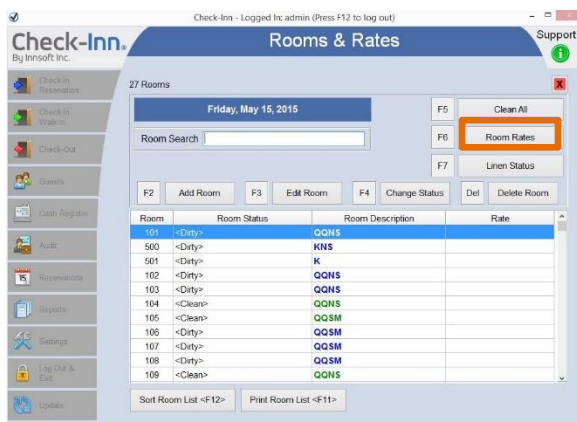 Check-Inn - Logged In: admin (Press F12 to log out)
Check-Inn.
By Innsoft Inc.
Rooms & Rates
Support
Check In
Reservation
Check In
Walk In
Check-Out
Guests
Cash Register
Audit
Reservations
Reports
Settings
Log Out &
Exit
Update
27 Rooms
X
Friday, May 15, 2015
F5 Clean All
Room Search
F6 Room Rates
F7 Linen Status
F2 Add Room F3 Edit Room F4 Change Status Del Delete Room
Room Room Status Room Description Rate
101 <Dirty> QQNS
500 <Dirty> KNS
501 <Dirty> K
102 <Dirty> QQNS
103 <Dirty> QQNS
104 <Clean> QQNS
105 <Clean> QQSM
106 <Dirty> QQSM
107 <Dirty> QQSM
108 <Dirty> QQSM
109 <Clean> QQNS
Sort Room List <F12> Print Room List <F11>
15